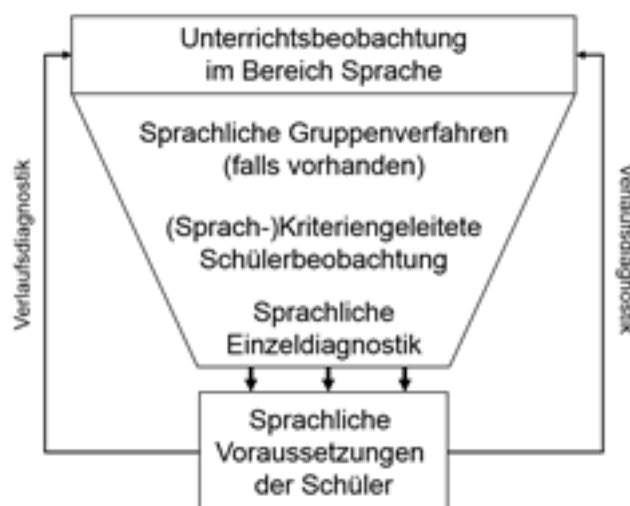 Unterrichtsbeobachtung
im Bereich Sprache
Sprachliche Gruppenverfahren
(falls vorhanden)
(Sprach-)Kriteriengeleitete
Schülerbeobachtung
Sprachliche
Einzeldiagnostik
Sprachliche
Voraussetzungen
der Schüler
Verlaufsdiagnostik
Verlaufsdiagnostik